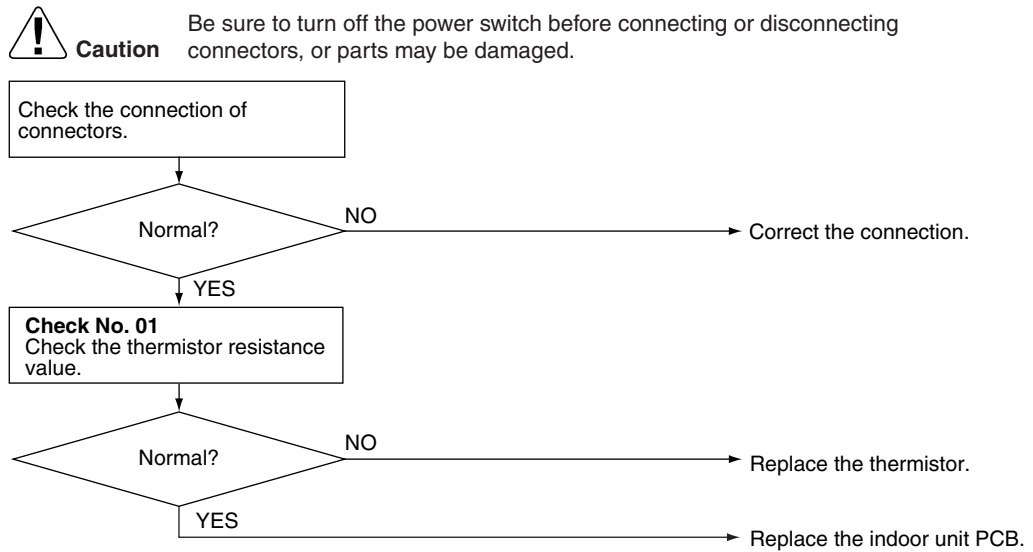 Be sure to turn off the power switch before connecting or disconnecting
Caution connectors, or parts may be damaged.
Check the connection of
connectors.
Normal?
NO
Correct the connection.
YES
Check No. 01
Check the thermistor resistance
value.
Normal?
NO
Replace the thermistor.
YES
Replace the indoor unit PCB.